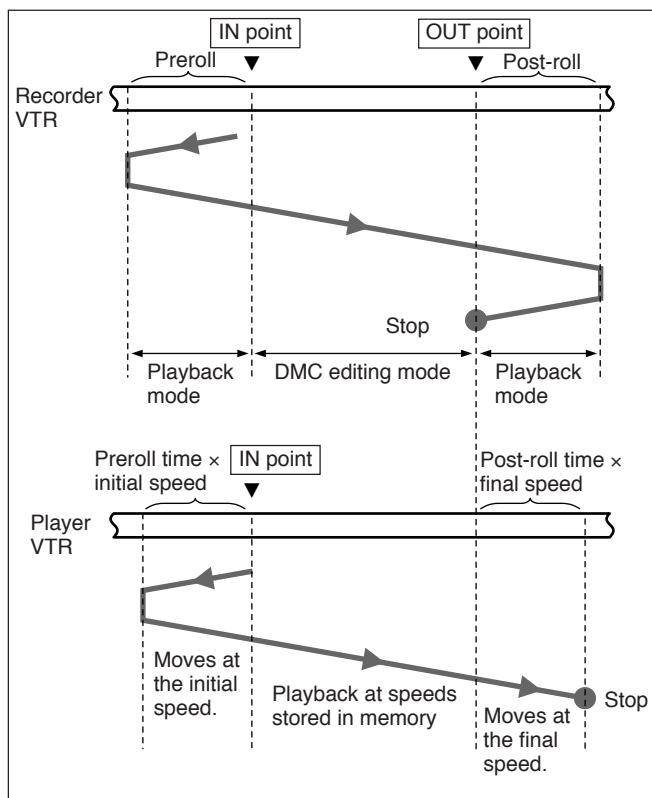 IN point
OUT point
Preroll
Post-roll
Recorder
VTR
Stop
Playback
mode
DMC editing mode
Playback
mode
Preroll time ×
initial speed
IN point
Post-roll time ×
final speed
Player
VTR
Moves at
the initial
speed.
Playback at speeds
stored in memory
Moves at
the final
speed.
Stop